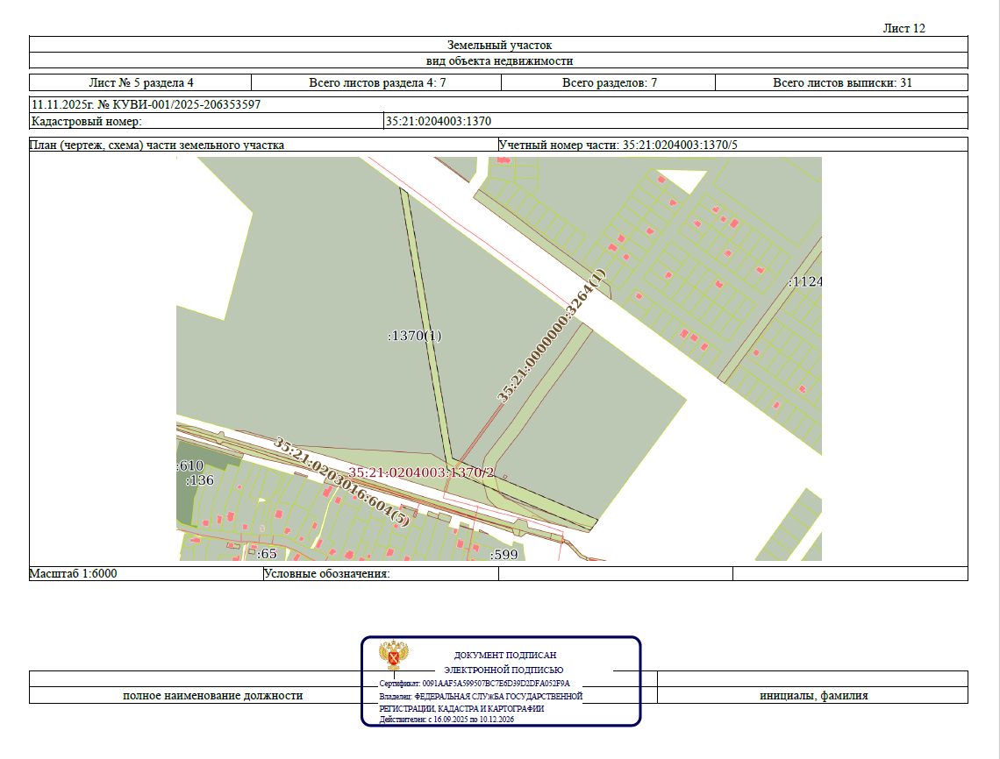 Лист 12
Земельный участок
вид объекта недвижимости
Лист № 5 раздела 4
Всего листов раздела 4: 7
Всего разделов: 7
Всего листов выписки: 31
11.11.2025г. № КУВИ-001/2025-206353597
Кадастровый номер:
35:21:0204003:1370
План (чертеж, схема) части земельного участка
Учетный номер части: 35:21:0204003:1370/5
:1124
35:21:0000000:3264(1)
:1370(1)
35:21:0203016:604(5)
35:21:0204003:1370/2
:610
:136
:65
:599
Масштаб 1:6000
Условные обозначения:
ДОКУМЕНТ ПОДПИСАН
ЭЛЕКТРОННОЙ ПОДПИСЬЮ
Сертификат: 0091AAF5A599507BC7E6D39D2DFA052F9A
Владелец: ФЕДЕРАЛЬНАЯ СЛУЖБА ГОСУДАРСТВЕННОЙ
РЕГИСТРАЦИИ, КАДАСТРА И КАРТОГРАФИИ
Действителен: с 16.09.2025 по 10.12.2026
полное наименование должности
инициалы, фамилия